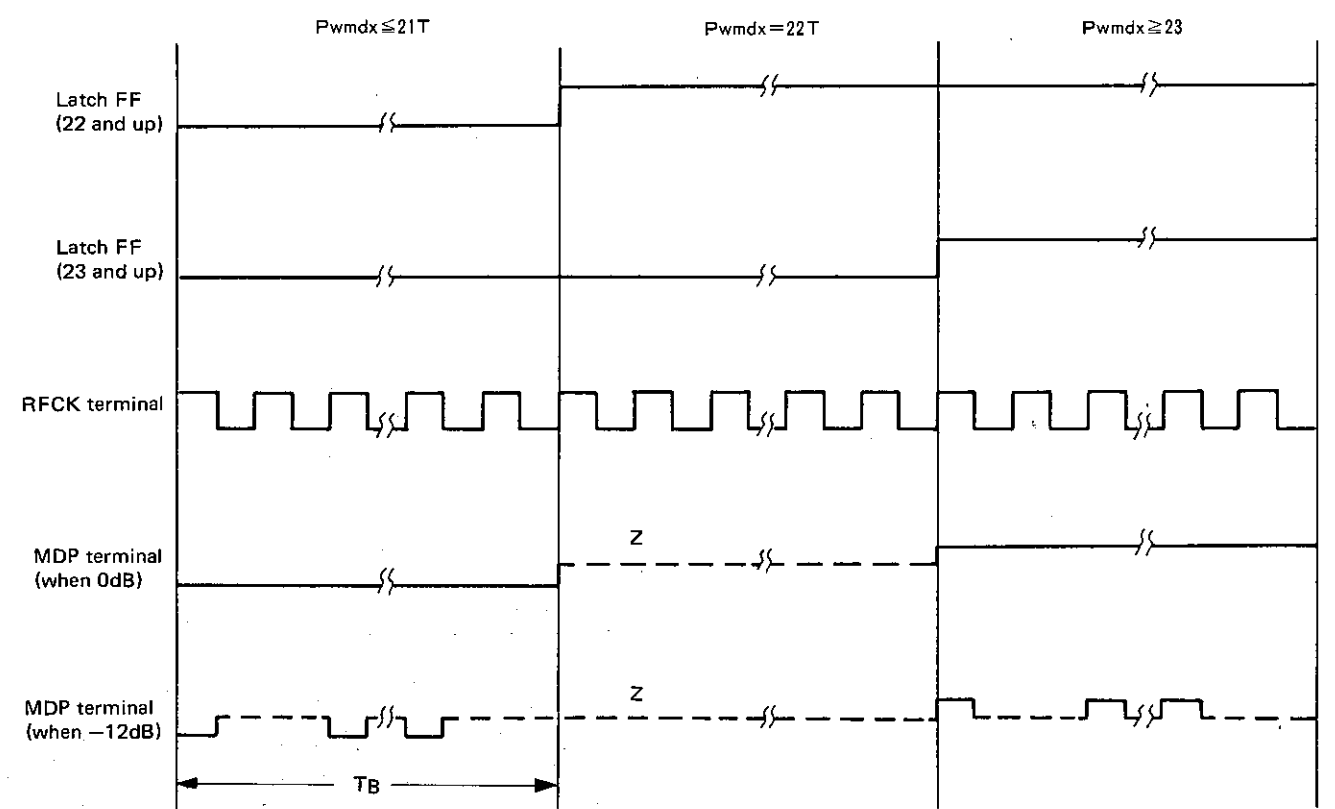 Pwmdx≦21T
Pwmdx=22T
Pwmdx≧23
Latch FF
(22 and up)
Latch FF
(23 and up)
RFCK terminal
MDP terminal
(when 0dB)
Z
MDP terminal
(when −12dB)
Z
TB